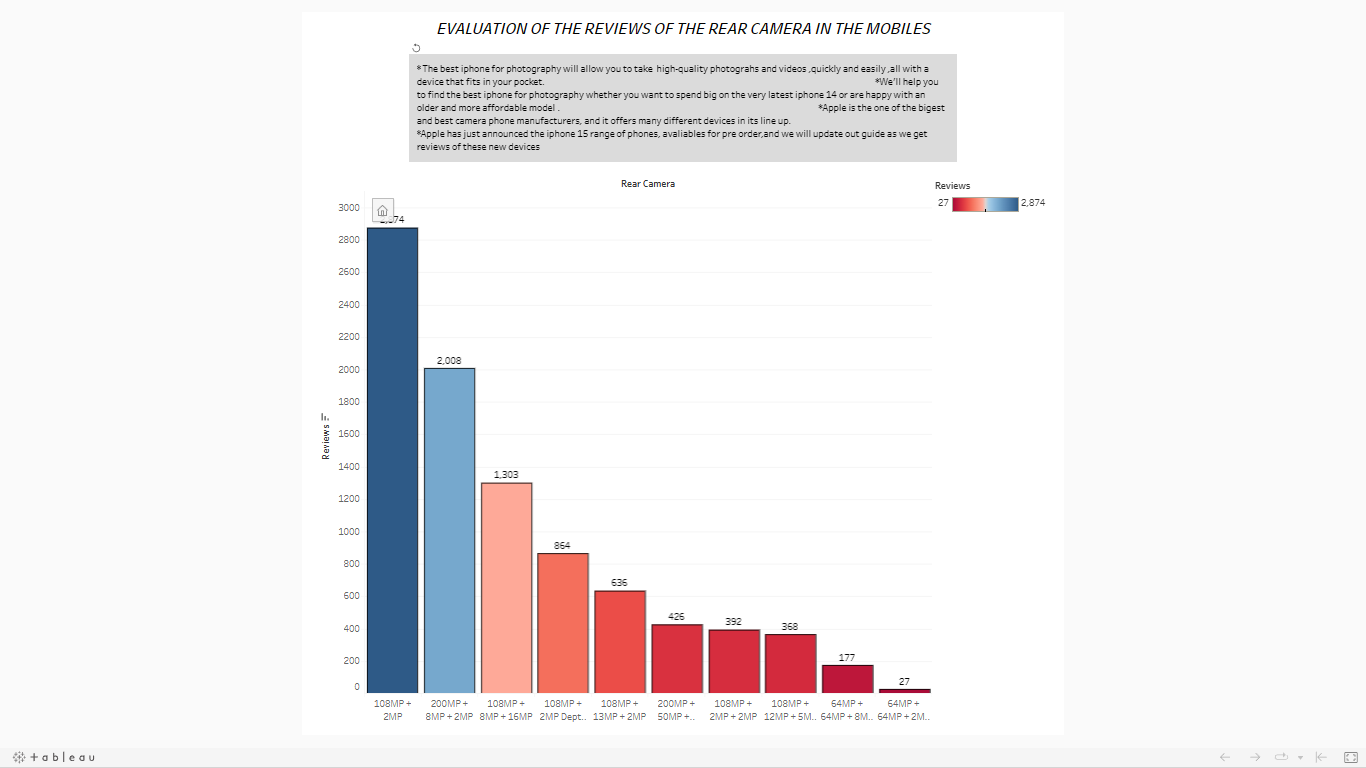 EVALUATION OF THE REVIEWS OF THE REAR CAMERA IN THE MOBILES
*The best iphone for photography will allow you to take high-quality photograhs and videos ,quickly and easily ,all with a
device that fits in your pocket. *We'll help you
to find the best iphone for photography whether you want to spend big on the very latest iphone 14 or are happy with an
older and more affordable model . *Apple is the one of the bigest
and best camera phone manufacturers, and it offers many different devices in its line up.
*Apple has just announced the iphone 15 range of phones, avaliables for pre order,and we will update out guide as we get
reviews of these new devices
Rear Camera
Reviews
27 2,874
3000
2800
2600
2400
2200
2000
1800
1600
1400
1200
1000
800
600
400
200
0
Reviews
2,008
1,303
864
636
426
392
368
177
27
108MP +
2MP
200MP +
8MP + 2MP
108MP +
8MP + 16MP
108MP +
2MP Dept..
108MP +
13MP + 2MP
200MP +
50MP +..
108MP +
2MP + 2MP
108MP +
12MP + 5M..
64MP +
64MP + 8M..
64MP +
64MP + 2M..
+ a b l e a u